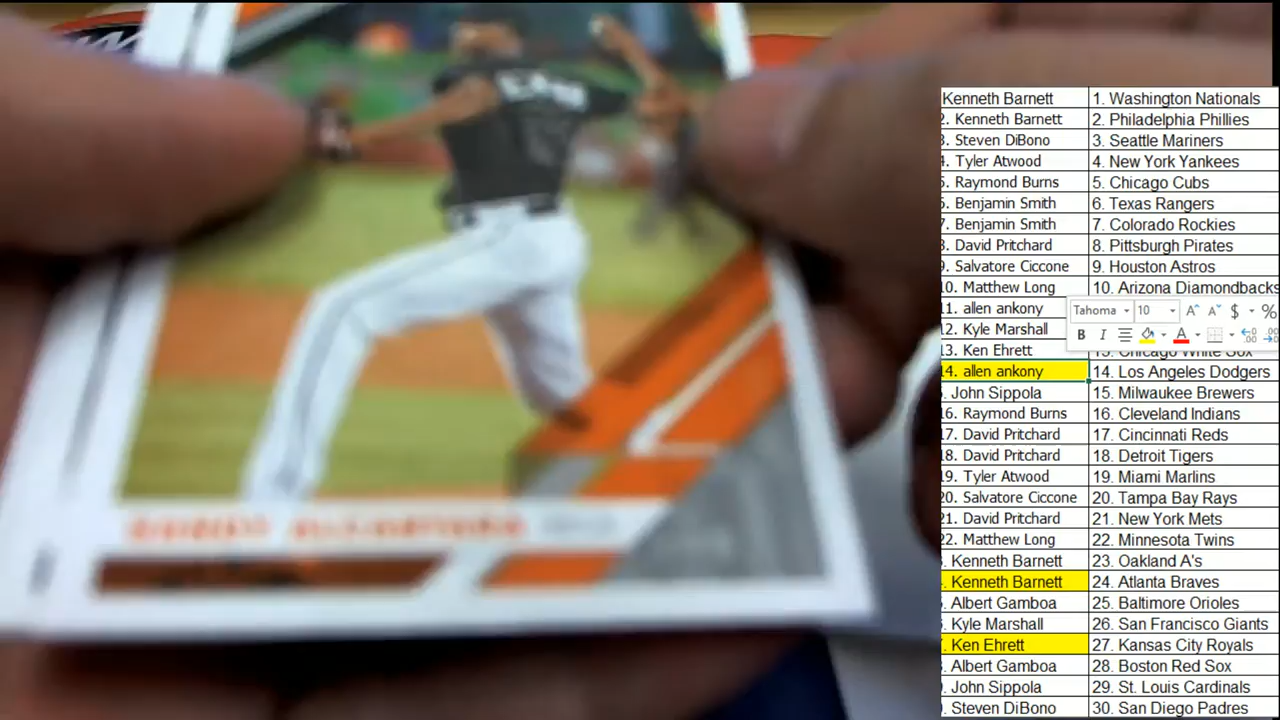 Kenneth Barnett 1. Washington Nationals
2. Kenneth Barnett 2. Philadelphia Phillies
3. Steven DiBono 3. Seattle Mariners
4. Tyler Atwood 4. New York Yankees
5. Raymond Burns 5. Chicago Cubs
6. Benjamin Smith 6. Texas Rangers
7. Benjamin Smith 7. Colorado Rockies
8. David Pritchard 8. Pittsburgh Pirates
9. Salvatore Ciccone 9. Houston Astros
10. Matthew Long 10. Arizona Diamondbacks
11. allen ankony Tahoma 10 A A $ %
12. Kyle Marshall B I A
13. Ken Ehrett 13. Chicago White Sox
14. allen ankony 14. Los Angeles Dodgers
John Sippola 15. Milwaukee Brewers
16. Raymond Burns 16. Cleveland Indians
17. David Pritchard 17. Cincinnati Reds
18. David Pritchard 18. Detroit Tigers
19. Tyler Atwood 19. Miami Marlins
20. Salvatore Ciccone 20. Tampa Bay Rays
21. David Pritchard 21. New York Mets
22. Matthew Long 22. Minnesota Twins
Kenneth Barnett 23. Oakland A's
Kenneth Barnett 24. Atlanta Braves
Albert Gamboa 25. Baltimore Orioles
Kyle Marshall 26. San Francisco Giants
Ken Ehrett 27. Kansas City Royals
Albert Gamboa 28. Boston Red Sox
John Sippola 29. St. Louis Cardinals
Steven DiBono 30. San Diego Padres